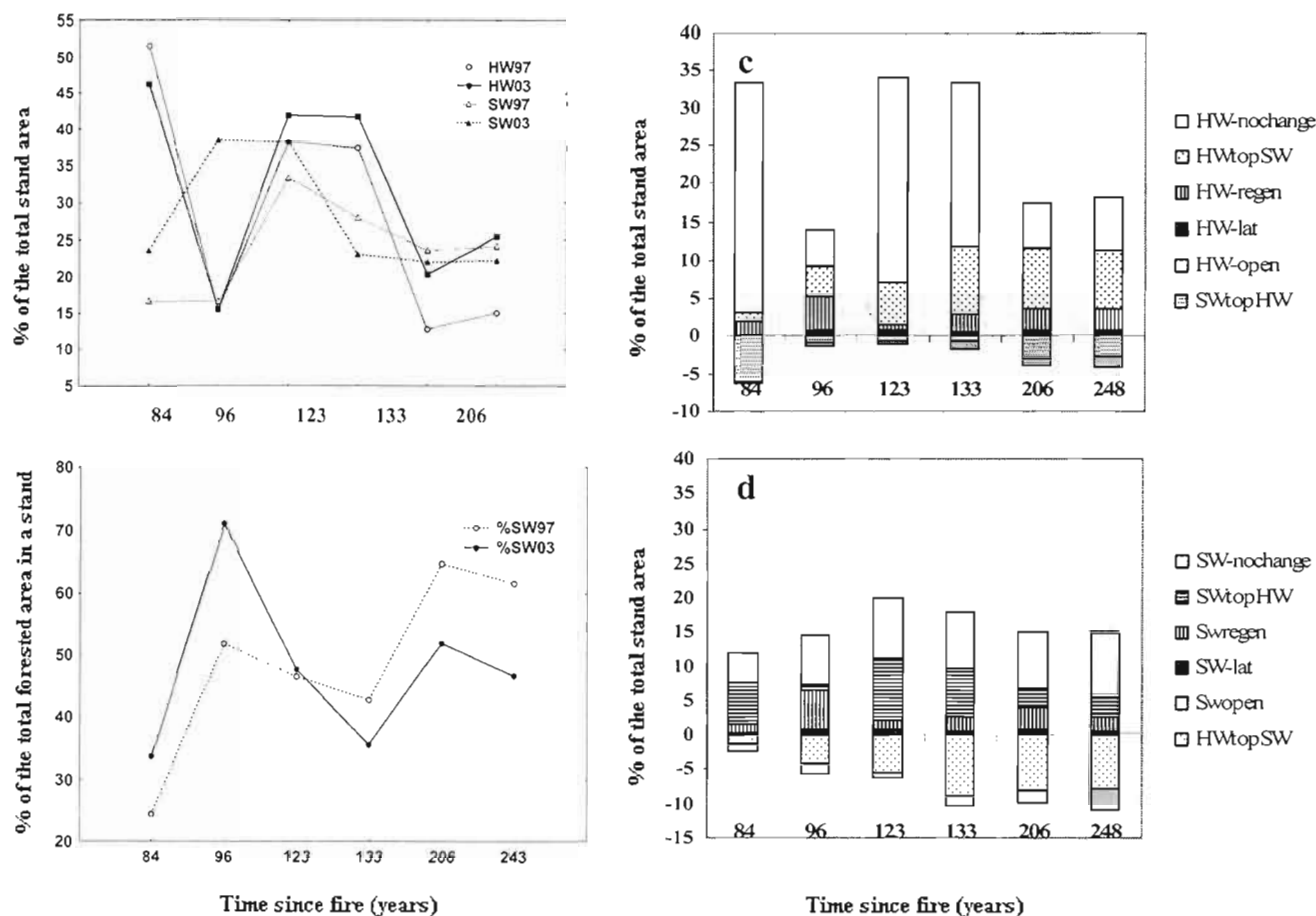 % of the total stand area
55
50
45
40
35
30
25
20
15
10
5
HW97
HW03
SW97
SW03
84 96 123 133 206
% of the total stand area
40
35
30
25
20
15
10
5
0
-5
-10
c
84 96 123 133 206 248
HW-nochange
HWtopSW
HW-regen
HW-lat
HW-open
SWtopHW
% of the total forested area in a stand
80
70
60
50
40
30
20
%SW97
%SW03
84 96 123 133 206 243
Time since fire (years)
% of the total stand area
40
35
30
25
20
15
10
5
0
-5
-10
-15
d
84 96 123 133 206 248
SW-nochange
SWtopHW
Swregen
SW-lat
Swopen
HWtopSW
Time since fire (years)